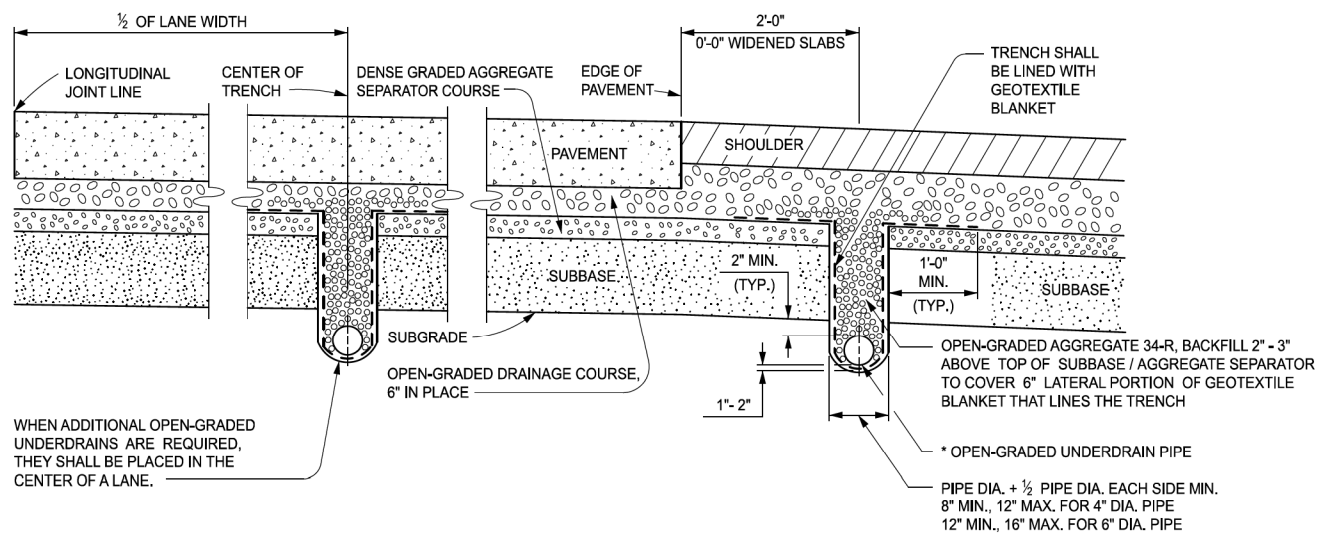 ½ OF LANE WIDTH
2'-0"
0'-0" WIDENED SLABS
LONGITUDINAL
JOINT LINE
CENTER OF
TRENCH
DENSE GRADED AGGREGATE
SEPARATOR COURSE
EDGE OF
PAVEMENT
TRENCH SHALL
BE LINED WITH
GEOTEXTILE
BLANKET
PAVEMENT
SHOULDER
SUBBASE
2" MIN.
(TYP.)
1'-0"
MIN.
(TYP.)
SUBBASE
SUBGRADE
OPEN-GRADED DRAINAGE COURSE,
6" IN PLACE
1"- 2"
OPEN-GRADED AGGREGATE 34-R, BACKFILL 2" - 3"
ABOVE TOP OF SUBBASE / AGGREGATE SEPARATOR
TO COVER 6" LATERAL PORTION OF GEOTEXTILE
BLANKET THAT LINES THE TRENCH
WHEN ADDITIONAL OPEN-GRADED
UNDERDRAINS ARE REQUIRED,
THEY SHALL BE PLACED IN THE
CENTER OF A LANE.
* OPEN-GRADED UNDERDRAIN PIPE
PIPE DIA. + ½ PIPE DIA. EACH SIDE MIN.
8" MIN., 12" MAX. FOR 4" DIA. PIPE
12" MIN., 16" MAX. FOR 6" DIA. PIPE